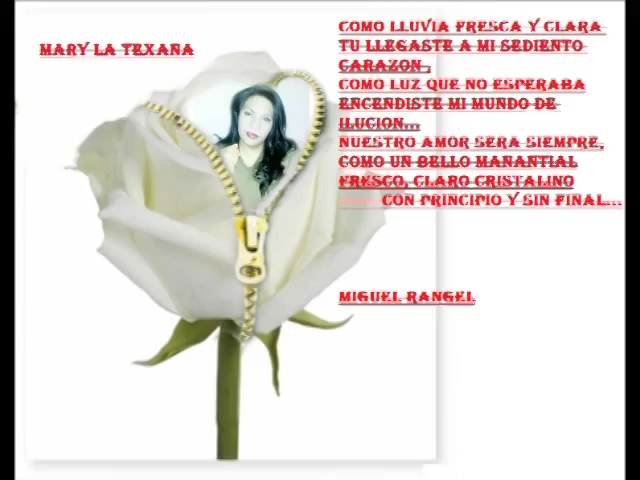 MARY LA TEXAÑA
COMO LLUVIA FRESCA Y CLARA
TU LLEGASTE A MI SEDIENTO
CARAZON ,
COMO LUZ QUE NO ESPERABA
ENCENDISTE MI MUNDO DE
ILUCION...
NUESTRO AMOR SERA SIEMPRE,
COMO UN BELLO MANANTIAL
FRESCO, CLARO CRISTALINO
CON PRINCIPIO Y SIN FINAL...
MIGUEL RANGEL